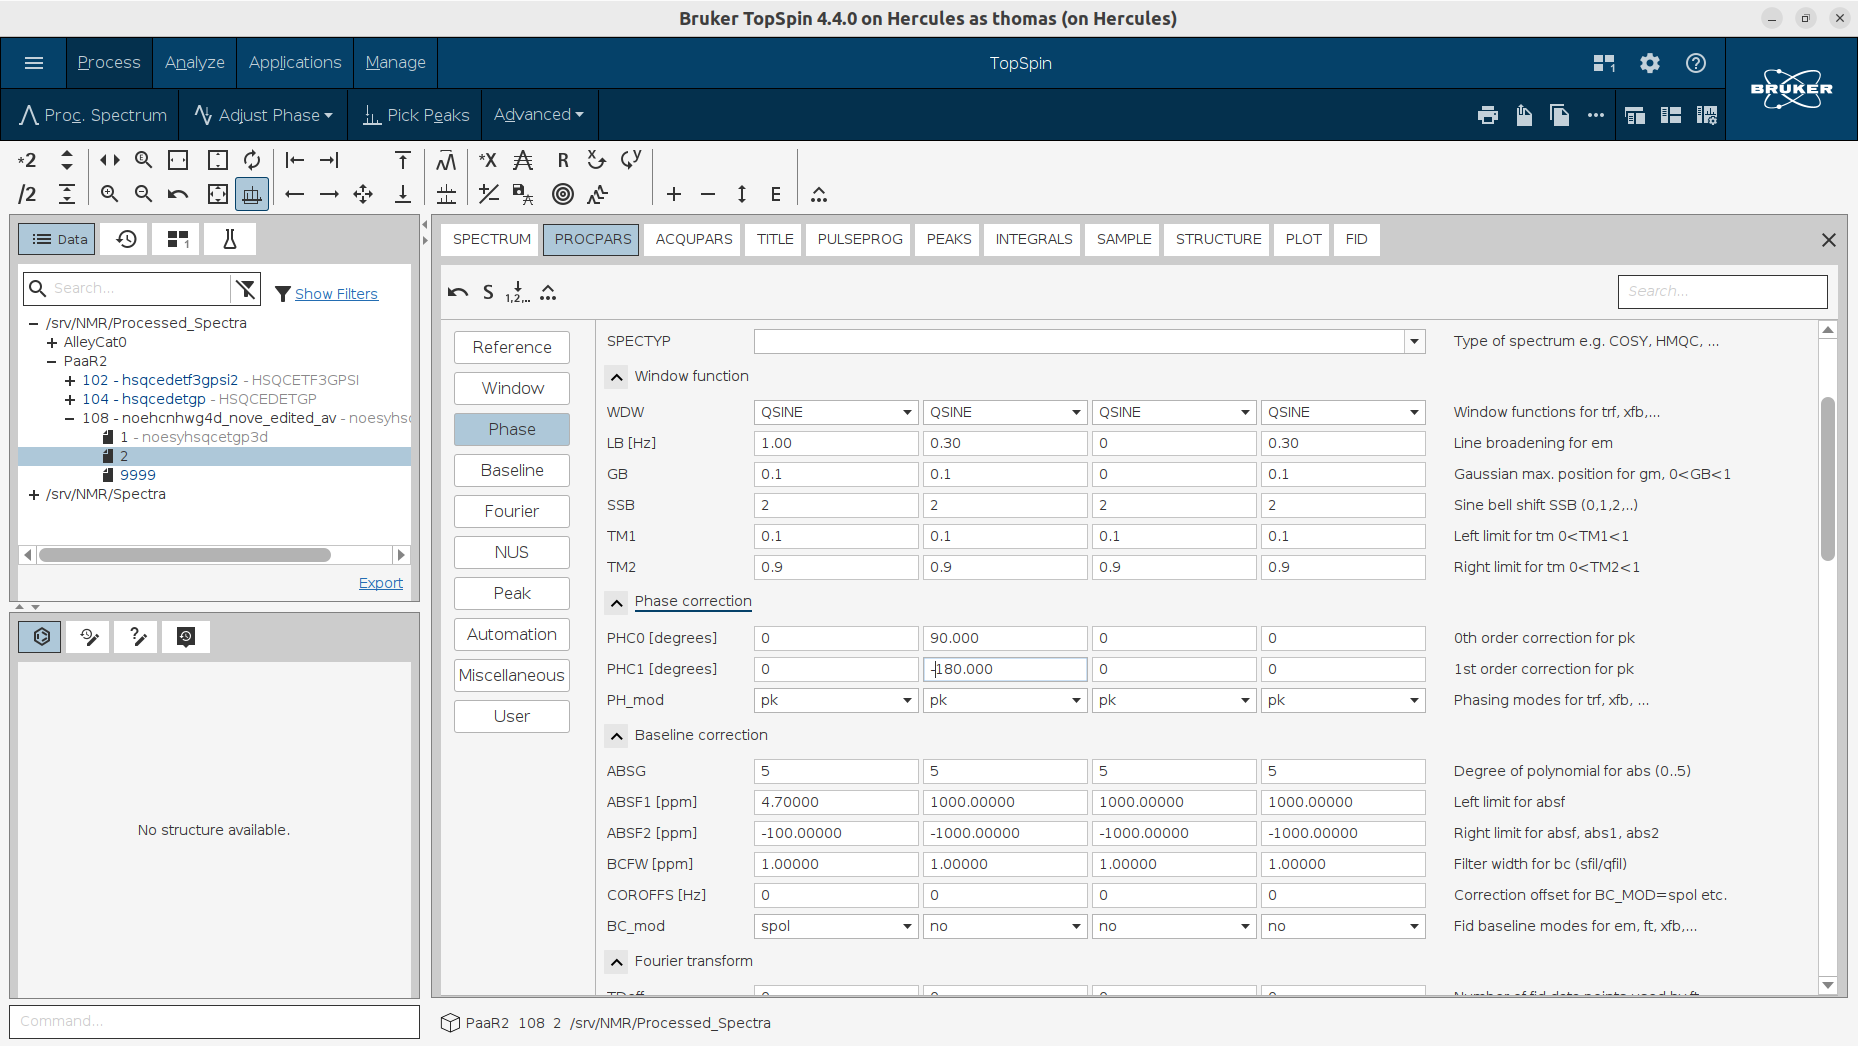 Bruker TopSpin 4.4.0 on Hercules as thomas (on Hercules)
Process Analyze Applications Manage TopSpin
BRUKER
Proc. Spectrum Adjust Phase Pick Peaks Advanced
*2 *X R
/2 E
Data SPECTRUM PROCPARS ACQUPARS TITLE PULSEPROG PEAKS INTEGRALS SAMPLE STRUCTURE PLOT FID
Search... Show Filters
S 1,2,... Search...
/srv/NMR/Processed_Spectra
AlleyCat0
PaaR2
102 - hsqcedetf3gpsi2 - HSQCETF3GPSI
104 - hsqcedetgp - HSQCEDETGP
108 - noehcnhwg4d_nove_edited_av - noesyhsc
1 - noesyhsqcetgp3d
2
9999
/srv/NMR/Spectra
Export
No structure available.
Reference
Window
Phase
Baseline
Fourier
NUS
Peak
Automation
Miscellaneous
User
SPECTYP Type of spectrum e.g. COSY, HMQC, ...
Window function
WDW QSINE QSINE QSINE QSINE Window functions for trf, xfb,...
LB [Hz] 1.00 0.30 0 0.30 Line broadening for em
GB 0.1 0.1 0 0.1 Gaussian max. position for gm, 0<GB<1
SSB 2 2 2 2 Sine bell shift SSB (0,1,2,..)
TM1 0.1 0.1 0.1 0.1 Left limit for tm 0<TM1<1
TM2 0.9 0.9 0.9 0.9 Right limit for tm 0<TM2<1
Phase correction
PHC0 [degrees] 0 90.000 0 0 0th order correction for pk
PHC1 [degrees] 0 -180.000 0 0 1st order correction for pk
PH_mod pk pk pk pk Phasing modes for trf, xfb, ...
Baseline correction
ABSG 5 5 5 5 Degree of polynomial for abs (0..5)
ABSF1 [ppm] 4.70000 1000.00000 1000.00000 1000.00000 Left limit for absf
ABSF2 [ppm] -100.00000 -1000.00000 -1000.00000 -1000.00000 Right limit for absf, abs1, abs2
BCFW [ppm] 1.00000 1.00000 1.00000 1.00000 Filter width for bc (sfil/qfil)
COROFFS [Hz] 0 0 0 0 Correction offset for BC_MOD=spol etc.
BC_mod spol no no no Fid baseline modes for em, ft, xfb,...
Fourier transform
TDoff 0 0 0 0 Number of fid data points used by ft
Command... PaaR2 108 2 /srv/NMR/Processed_Spectra